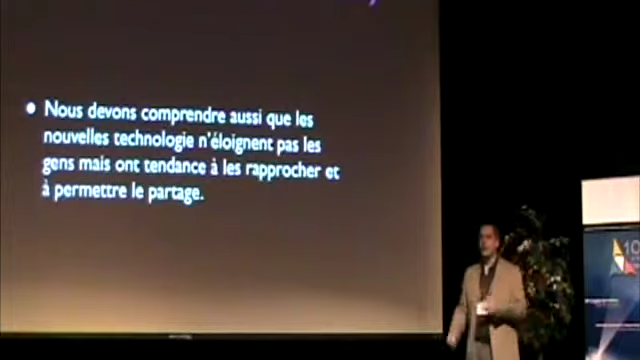 • Nous devons comprendre aussi que les
nouvelles technologie n'éloignent pas les
gens mais ont tendance à les rapprocher et
à permettre le partage.
10